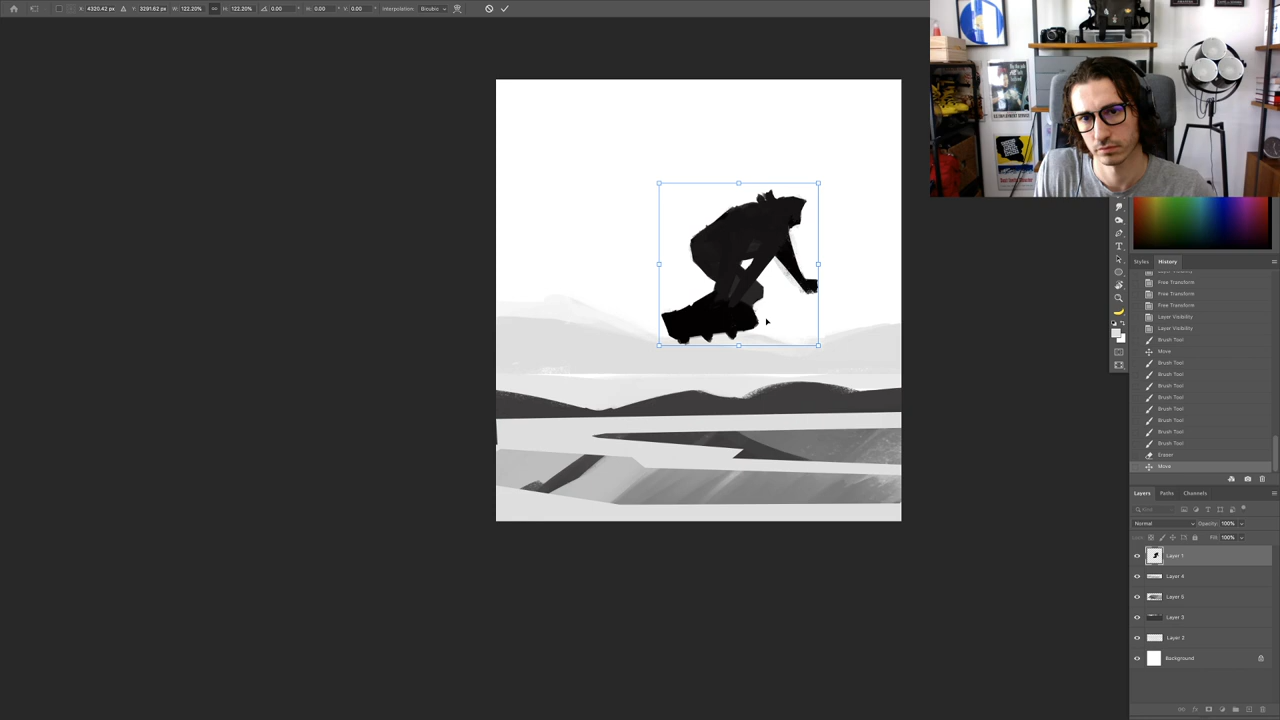 X: 4320.42 px Y: 3291.62 px W: 122.20% H: 122.20% 0.00 H: 0.00 V: 0.00 Interpolation: Bicubic
Styles History
Free Transform
Free Transform
Free Transform
Layer Visibility
Layer Visibility
Brush Tool
Move
Brush Tool
Brush Tool
Brush Tool
Brush Tool
Brush Tool
Brush Tool
Brush Tool
Brush Tool
Eraser
Move
Layers Paths Channels
Kind
Normal Opacity: 100%
Fill: 100%
Layer 1
Layer 4
Layer 3
Layer 2
Background